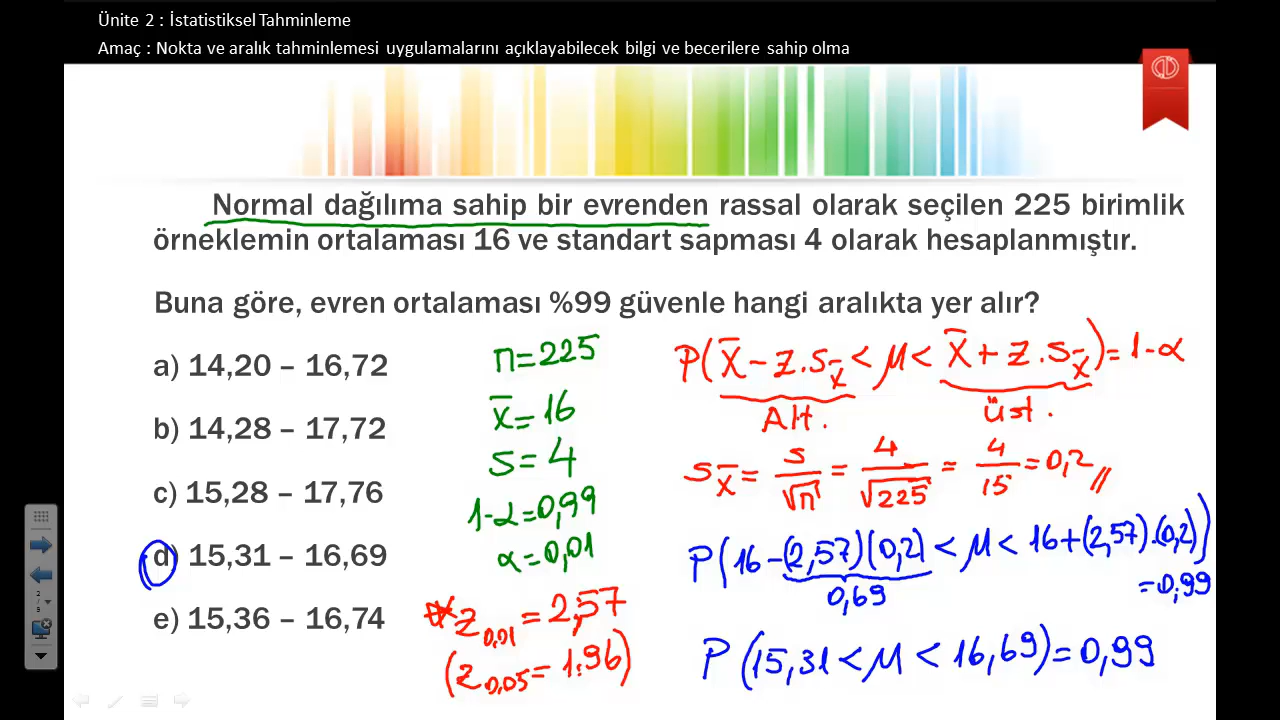 Ünite 2 : İstatistiksel Tahminleme
Amaç : Nokta ve aralık tahminlemesi uygulamalarını açıklayabilecek bilgi ve becerilere sahip olma
Normal dağılıma sahip bir evrenden rassal olarak seçilen 225 birimlik
örneklemin ortalaması 16 ve standart sapması 4 olarak hesaplanmıştır.
Buna göre, evren ortalaması %99 güvenle hangi aralıkta yer alır?
a) 14,20 – 16,72
b) 14,28 – 17,72
c) 15,28 – 17,76
d) 15,31 – 16,69
e) 15,36 – 16,74
n=225
x̄=16
s=4
1-α=0,99
α=0,01
z0,01 = 2,57
(z0,05 = 1.96)
P(x̄ - z.sx̄ < μ < x̄ + z.sx̄) = 1-α
Alt. üst.
sx̄ = s/√n = 4/√225 = 4/15 = 0,2
P(16-(2,57)(0,2) < μ < 16+(2,57).(0,2))
=0,99
0,69
P(15,31 < μ < 16,69) = 0,99
2
/
9